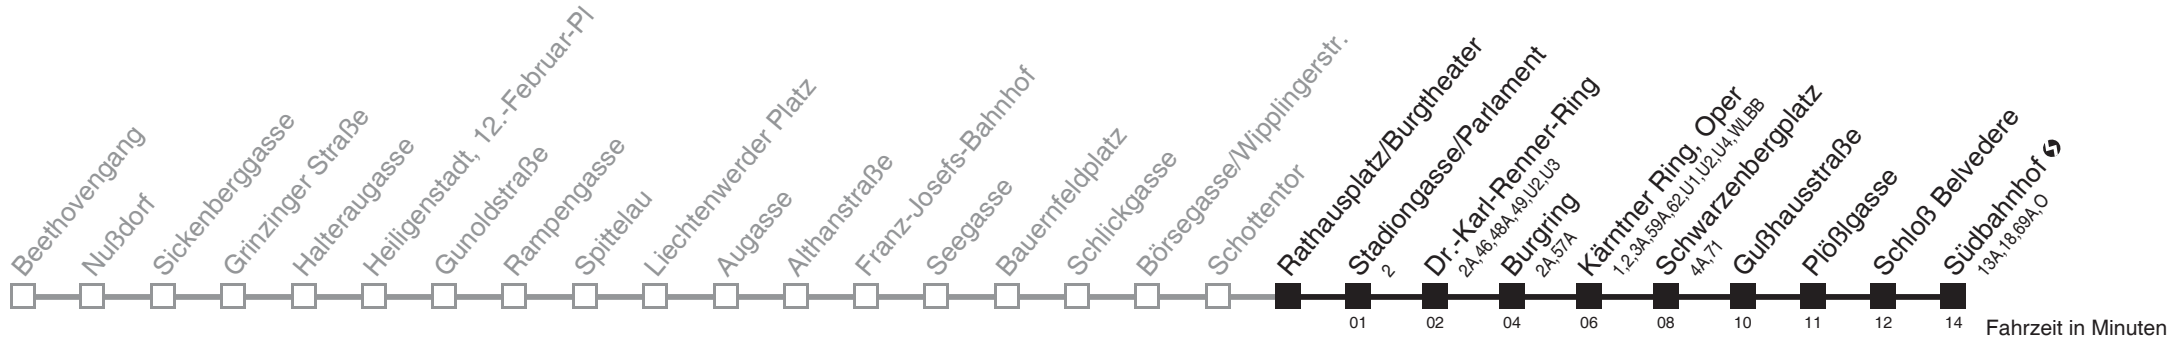 Beethovengang
Nußdorf
Sickenberggasse
Grinzinger Straße
Halteraugasse
Heiligenstadt, 12.-Februar-Pl
Gunoldstraße
Rampengasse
Spittelau
Liechtenwerder Platz
Augasse
Althanstraße
Franz-Josefs-Bahnhof
Seegasse
Bauernfeldplatz
Schlickgasse
Börsegasse/Wipplingerstr.
Schottentor
Rathausplatz/Burgtheater
Stadiongasse/Parlament
2
Dr.-Karl-Renner-Ring
2A,46,48A,49,U2,U3
Burgring
2A,57A
Kärntner Ring, Oper
1,2,3A,59A,62,U1,U2,U4,WLBB
Schwarzenbergplatz
4A,71
Gußhausstraße
Plößlgasse
Schloß Belvedere
Südbahnhof
13A,18,69A,O
01 02 04 06 08 10 11 12 14 Fahrzeit in Minuten